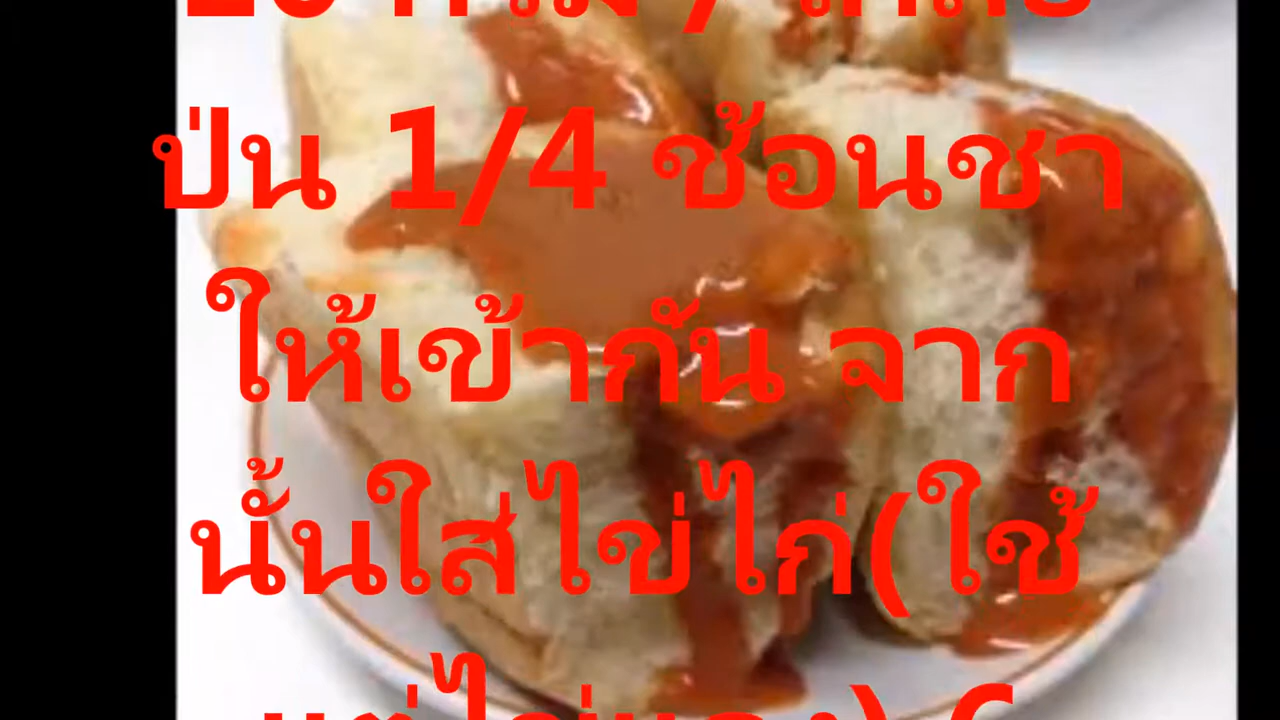 ป่น 1/4 ช้อนชา
ให้เข้ากัน จาก
นั้นใส่ไข่ไก่(ใช้